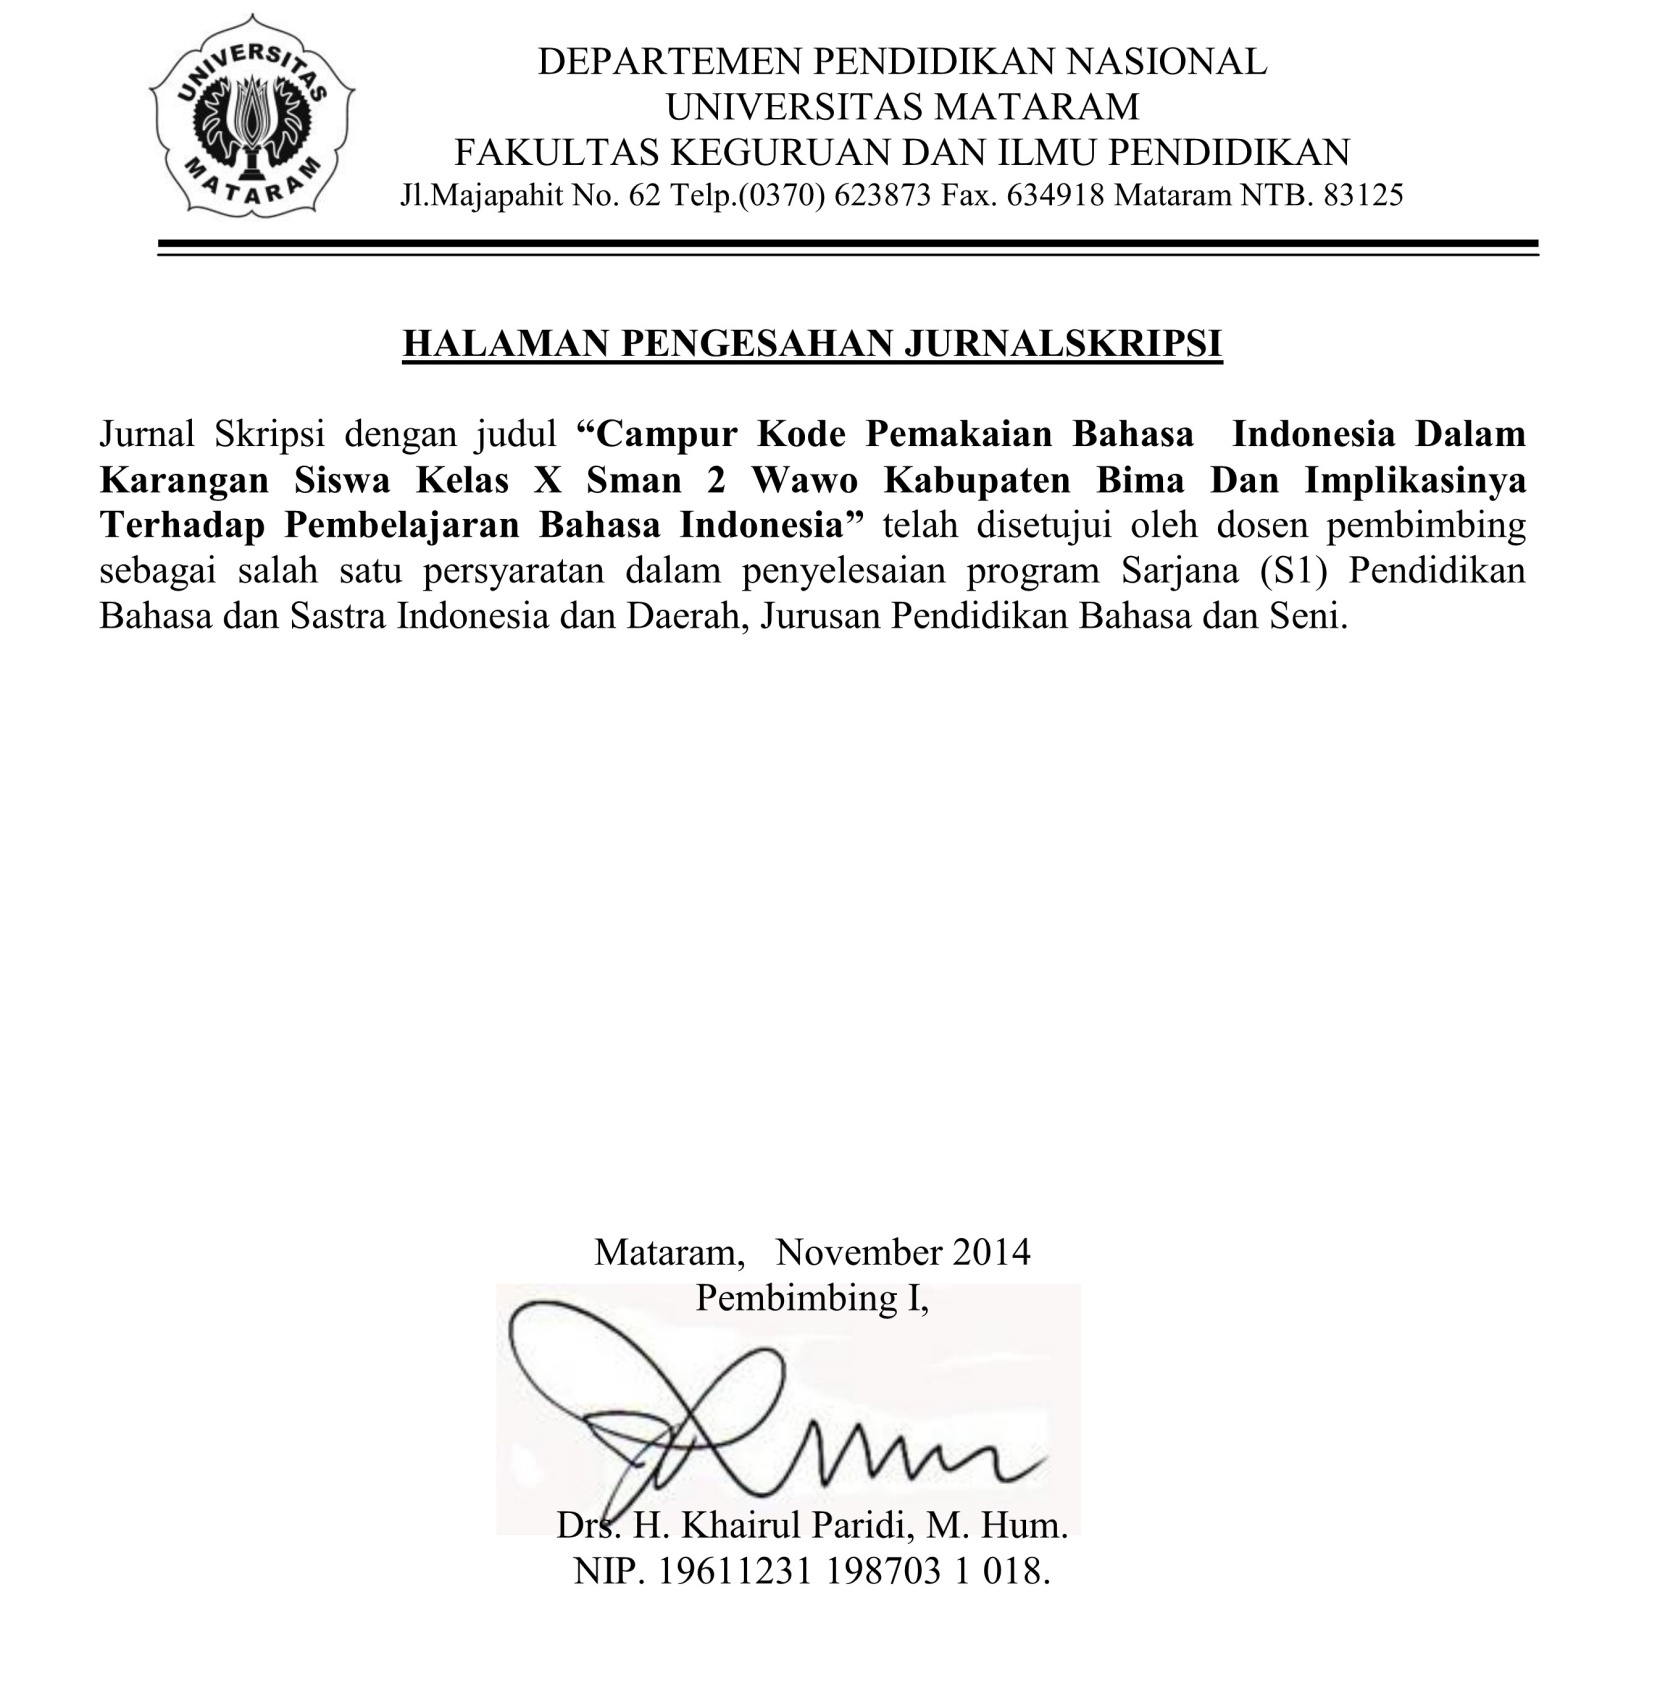 UNIVERSITAS
MATARAM
DEPARTEMEN PENDIDIKAN NASIONAL
UNIVERSITAS MATARAM
FAKULTAS KEGURUAN DAN ILMU PENDIDIKAN
Jl.Majapahit No. 62 Telp.(0370) 623873 Fax. 634918 Mataram NTB. 83125
HALAMAN PENGESAHAN JURNALSKRIPSI
Jurnal Skripsi dengan judul “Campur Kode Pemakaian Bahasa Indonesia Dalam
Karangan Siswa Kelas X Sman 2 Wawo Kabupaten Bima Dan Implikasinya
Terhadap Pembelajaran Bahasa Indonesia” telah disetujui oleh dosen pembimbing
sebagai salah satu persyaratan dalam penyelesaian program Sarjana (S1) Pendidikan
Bahasa dan Sastra Indonesia dan Daerah, Jurusan Pendidikan Bahasa dan Seni.
Mataram, November 2014
Pembimbing I,
Drs. H. Khairul Paridi, M. Hum.
NIP. 19611231 198703 1 018.